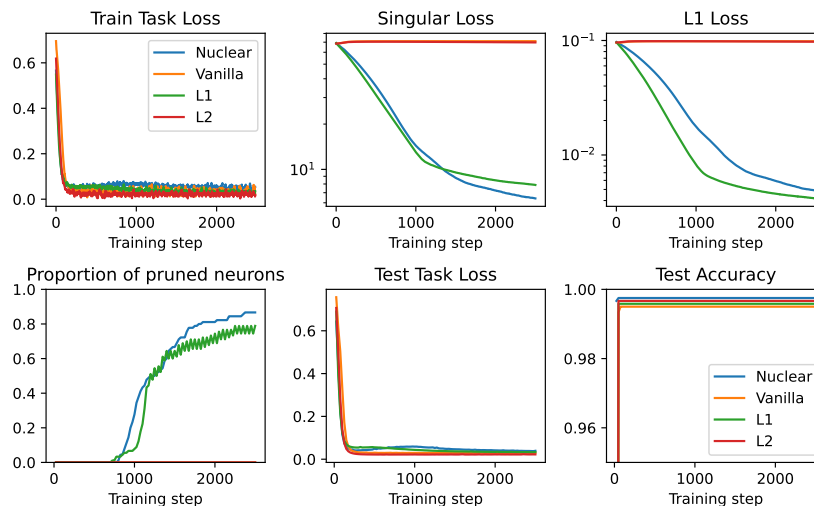 Train Task Loss
0.6
0.4
0.2
0.0
0
1000
2000
Training step
Nuclear
Vanilla
L1
L2
Singular Loss
10¹
0
1000
2000
Training step
L1 Loss
10⁻¹
10⁻²
0
1000
2000
Training step
Proportion of pruned neurons
1.0
0.8
0.6
0.4
0.2
0.0
0
1000
2000
Training step
Test Task Loss
0.6
0.4
0.2
0.0
0
1000
2000
Training step
Test Accuracy
1.00
0.98
0.96
0
1000
2000
Training step
Nuclear
Vanilla
L1
L2